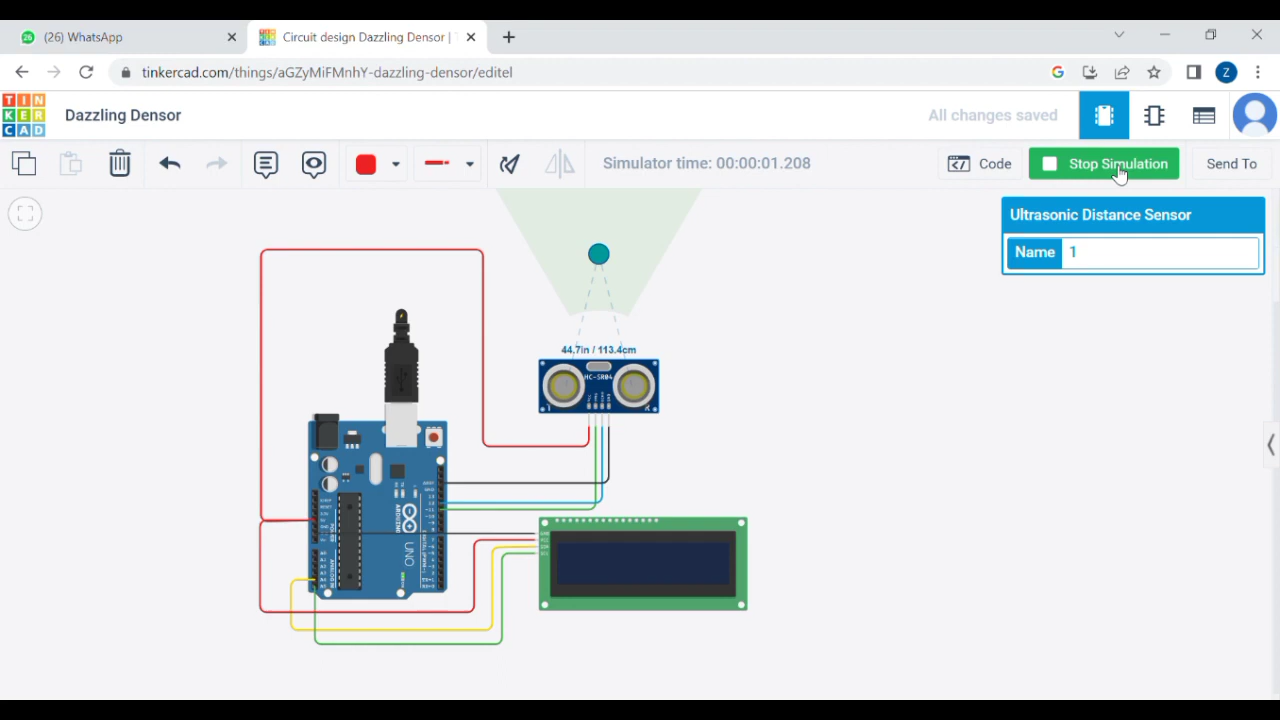 (26) WhatsApp
Circuit design Dazzling Densor |
tinkercad.com/things/aGZyMiFMnhY-dazzling-densor/editel
Z
TIN
KER
CAD
Dazzling Densor
All changes saved
Simulator time: 00:00:01.208
Code
Stop Simulation
Send To
Ultrasonic Distance Sensor
Name 1
44.7in / 113.4cm
HC-SR04
ARDUINO
UNO